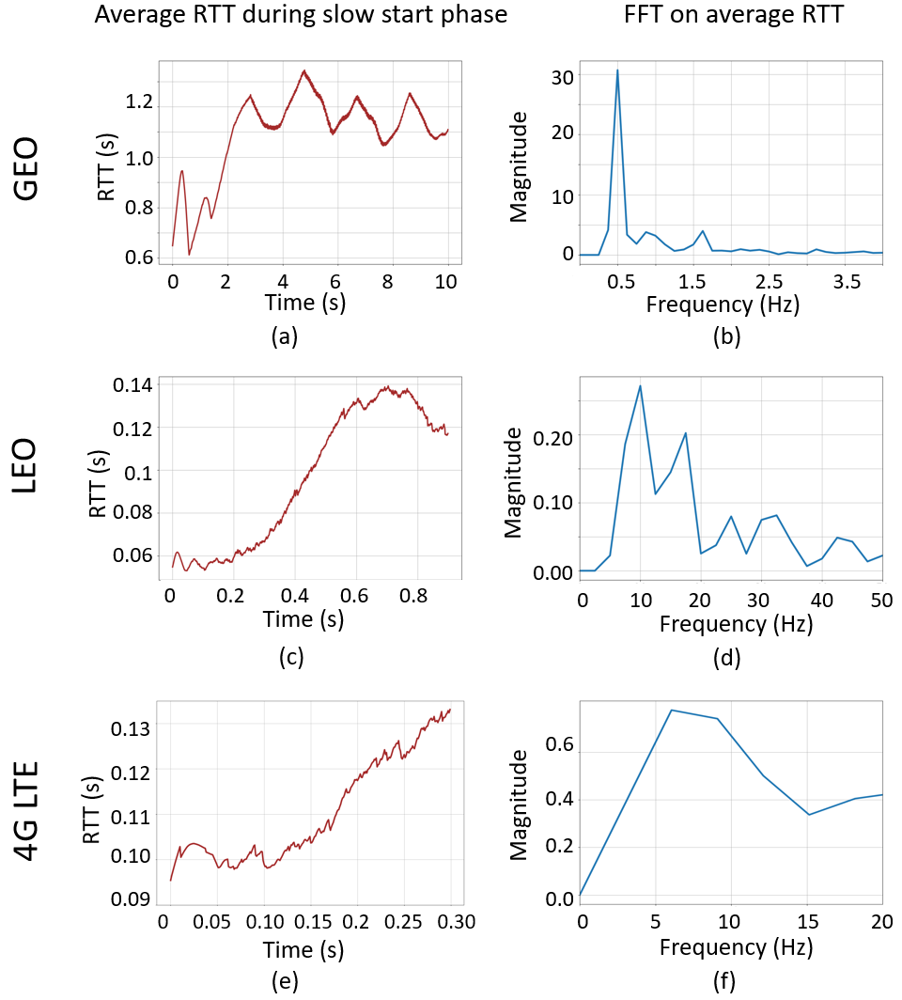 Average RTT during slow start phase
FFT on average RTT
GEO
RTT (s)
1.2
1.0
0.8
0.6
0 2 4 6 8 10
Time (s)
(a)
Magnitude
30
20
10
0
0.5 1.5 2.5 3.5
Frequency (Hz)
(b)
LEO
RTT (s)
0.14
0.12
0.1
0.08
0.06
0 0.2 0.4 0.6 0.8
Time (s)
(c)
Magnitude
0.20
0.10
0.00
0 10 20 30 40 50
Frequency (Hz)
(d)
4G LTE
RTT (s)
0.13
0.12
0.11
0.10
0.09
0 0.05 0.10 0.15 0.2 0.25 0.30
Time (s)
(e)
Magnitude
0.6
0.4
0.2
0.0
0 5 10 15 20
Frequency (Hz)
(f)